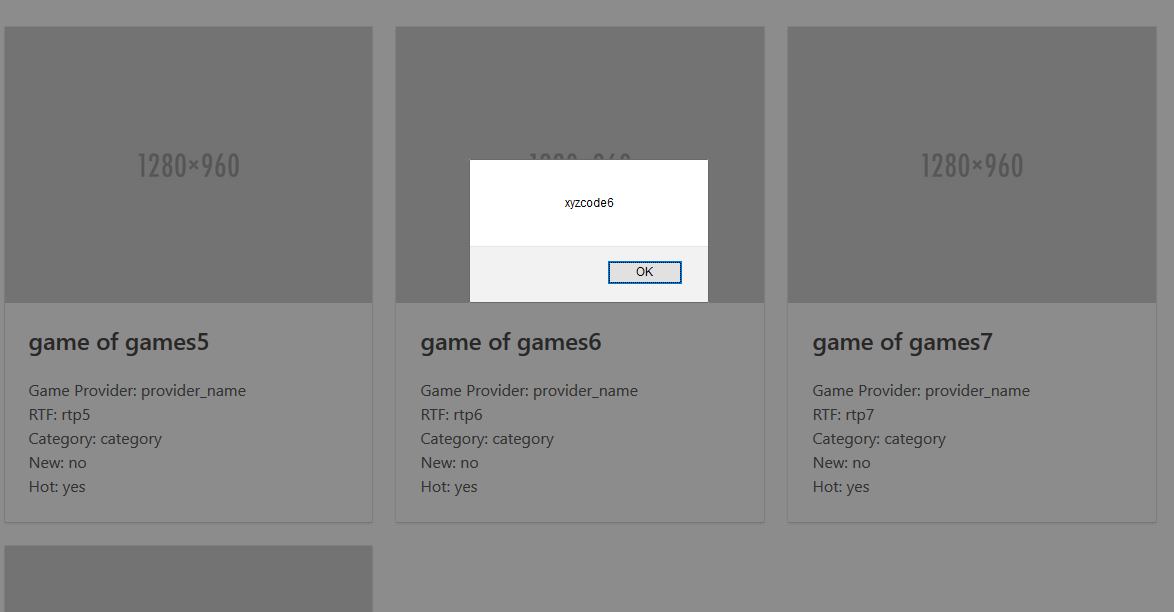 1280×960
1280×960
1280×960
xyzcode6
OK
game of games5
Game Provider: provider_name
RTF: rtp5
Category: category
New: no
Hot: yes
game of games6
Game Provider: provider_name
RTF: rtp6
Category: category
New: no
Hot: yes
game of games7
Game Provider: provider_name
RTF: rtp7
Category: category
New: no
Hot: yes